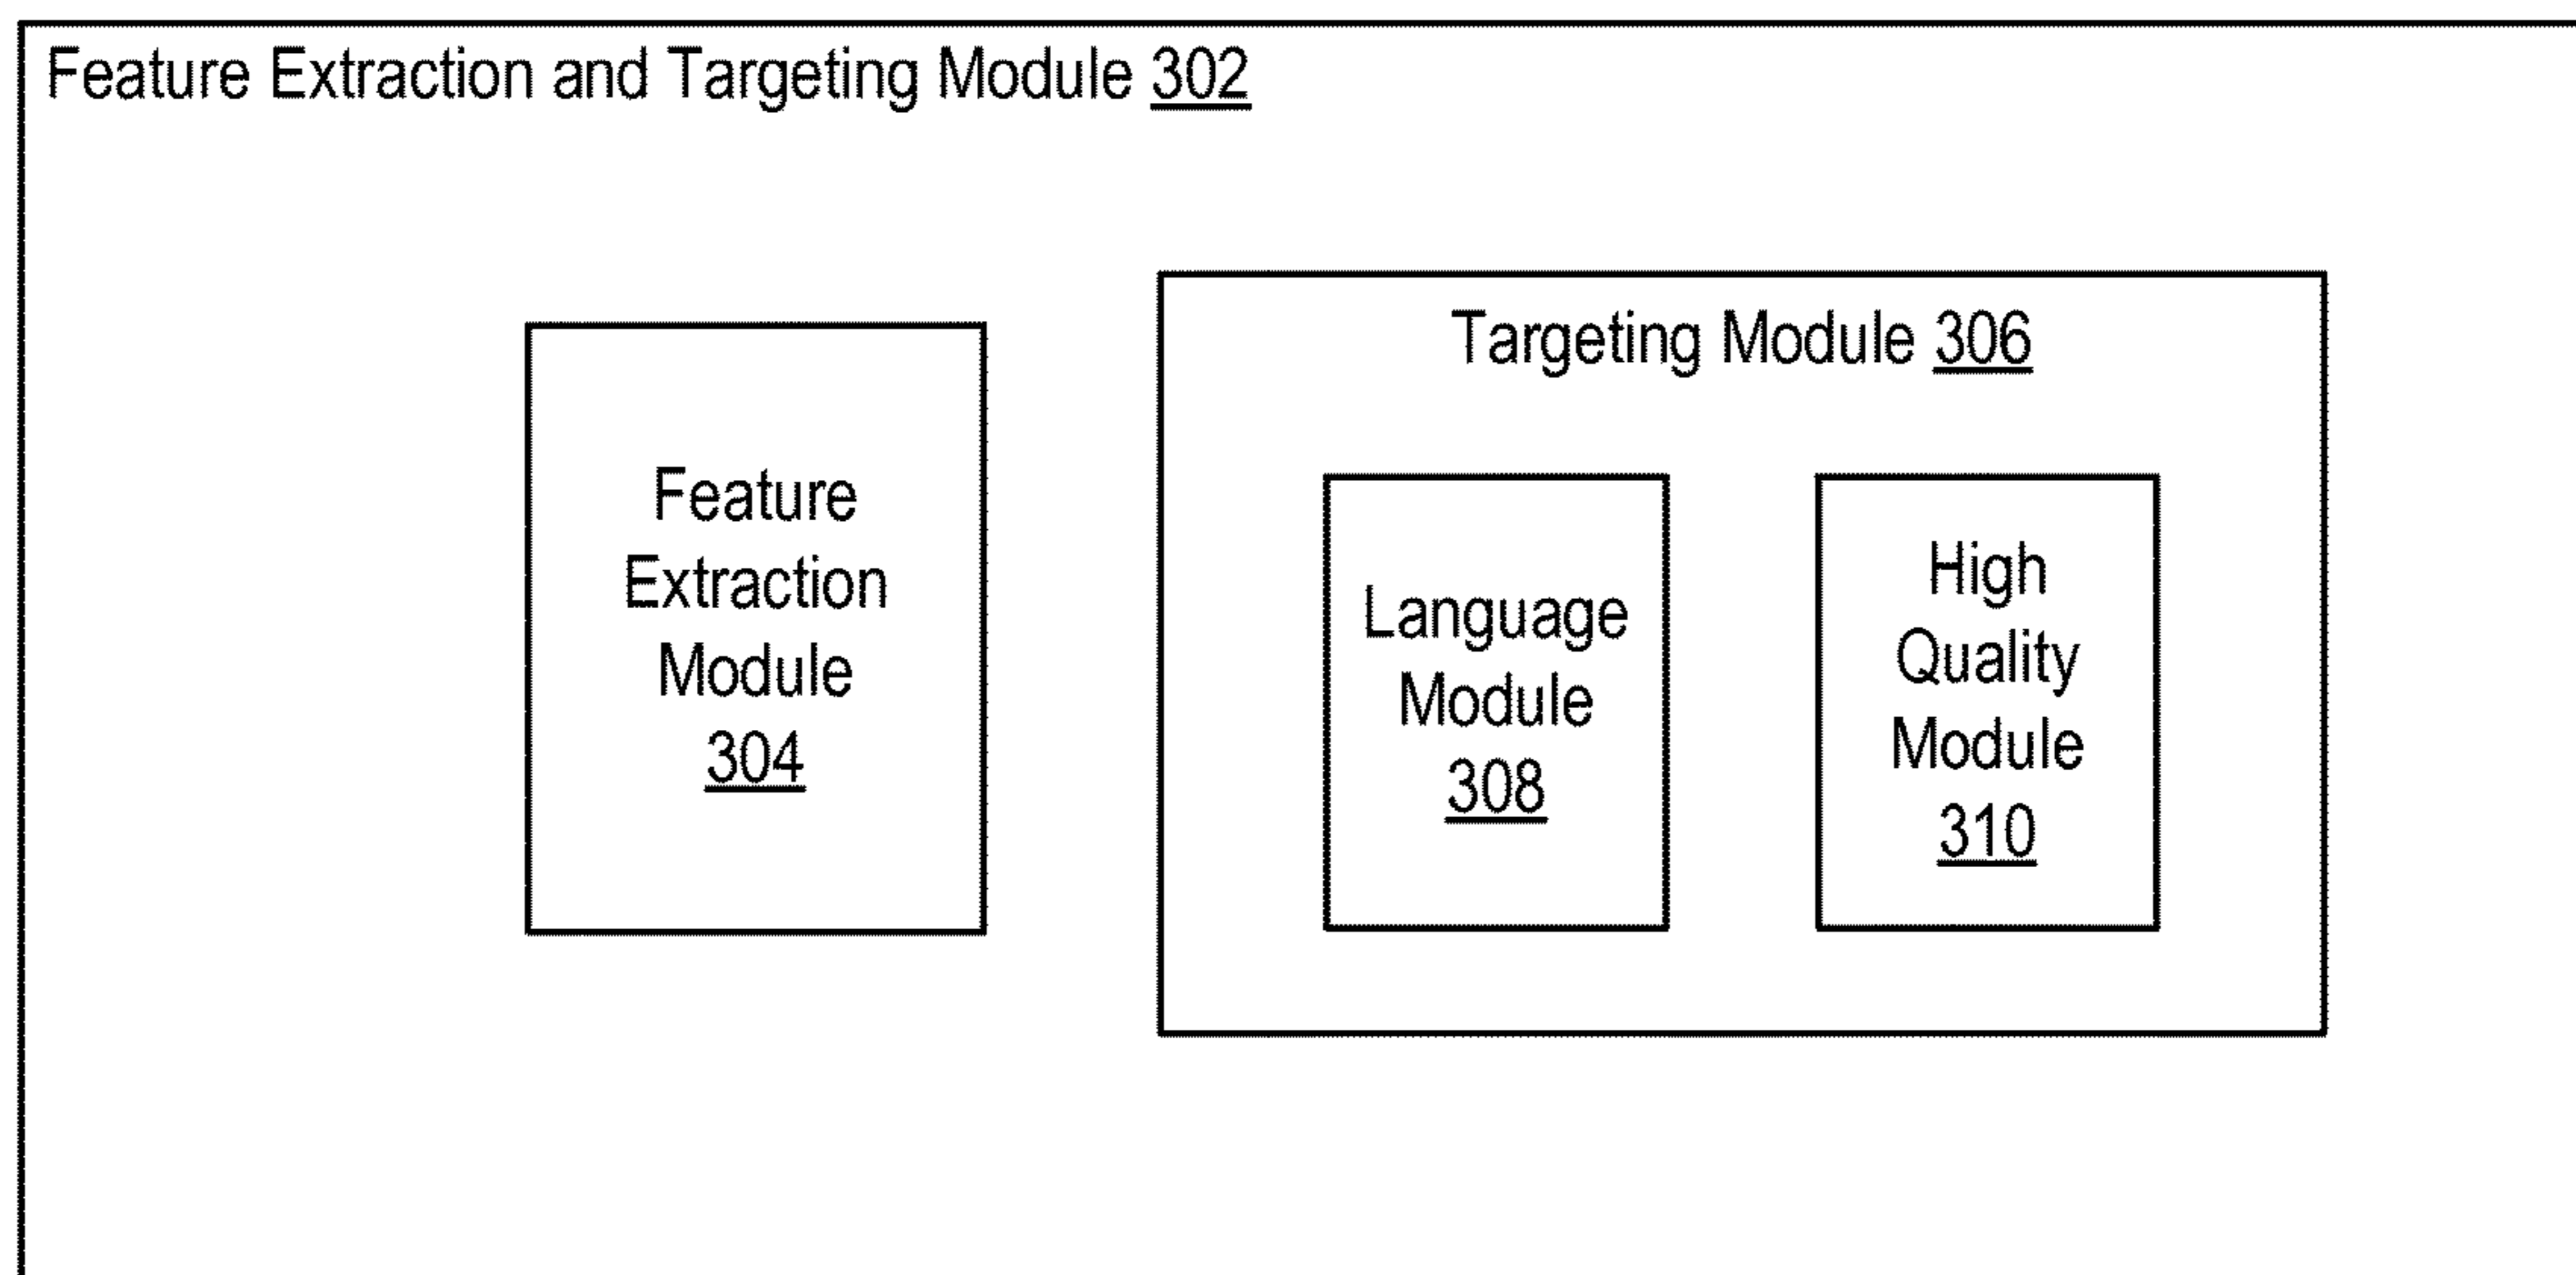 Feature Extraction and Targeting Module 302
Feature
Extraction
Module
304
Targeting Module 306
Language
Module
308
High
Quality
Module
310